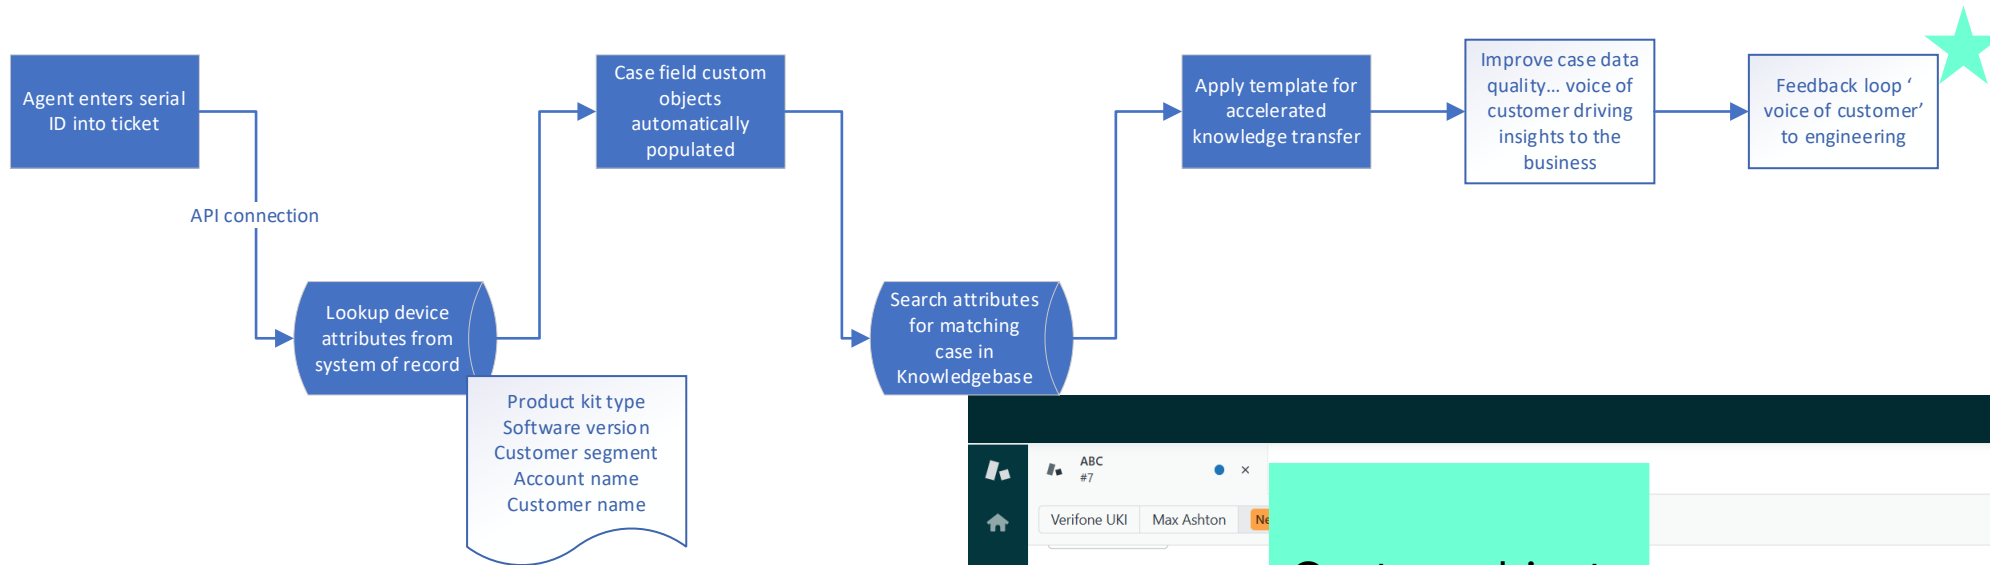 Agent enters serial
ID into ticket
API connection
Lookup device
attributes from
system of record
Product kit type
Software version
Customer segment
Account name
Customer name
Case field custom
objects
automatically
populated
Search attributes
for matching
case in
Knowledgebase
Apply template for
accelerated
knowledge transfer
Improve case data
quality... voice of
customer driving
insights to the
business
Feedback loop ‘
voice of customer’
to engineering
ABC
#7
Verifone UKI
Max Ashton